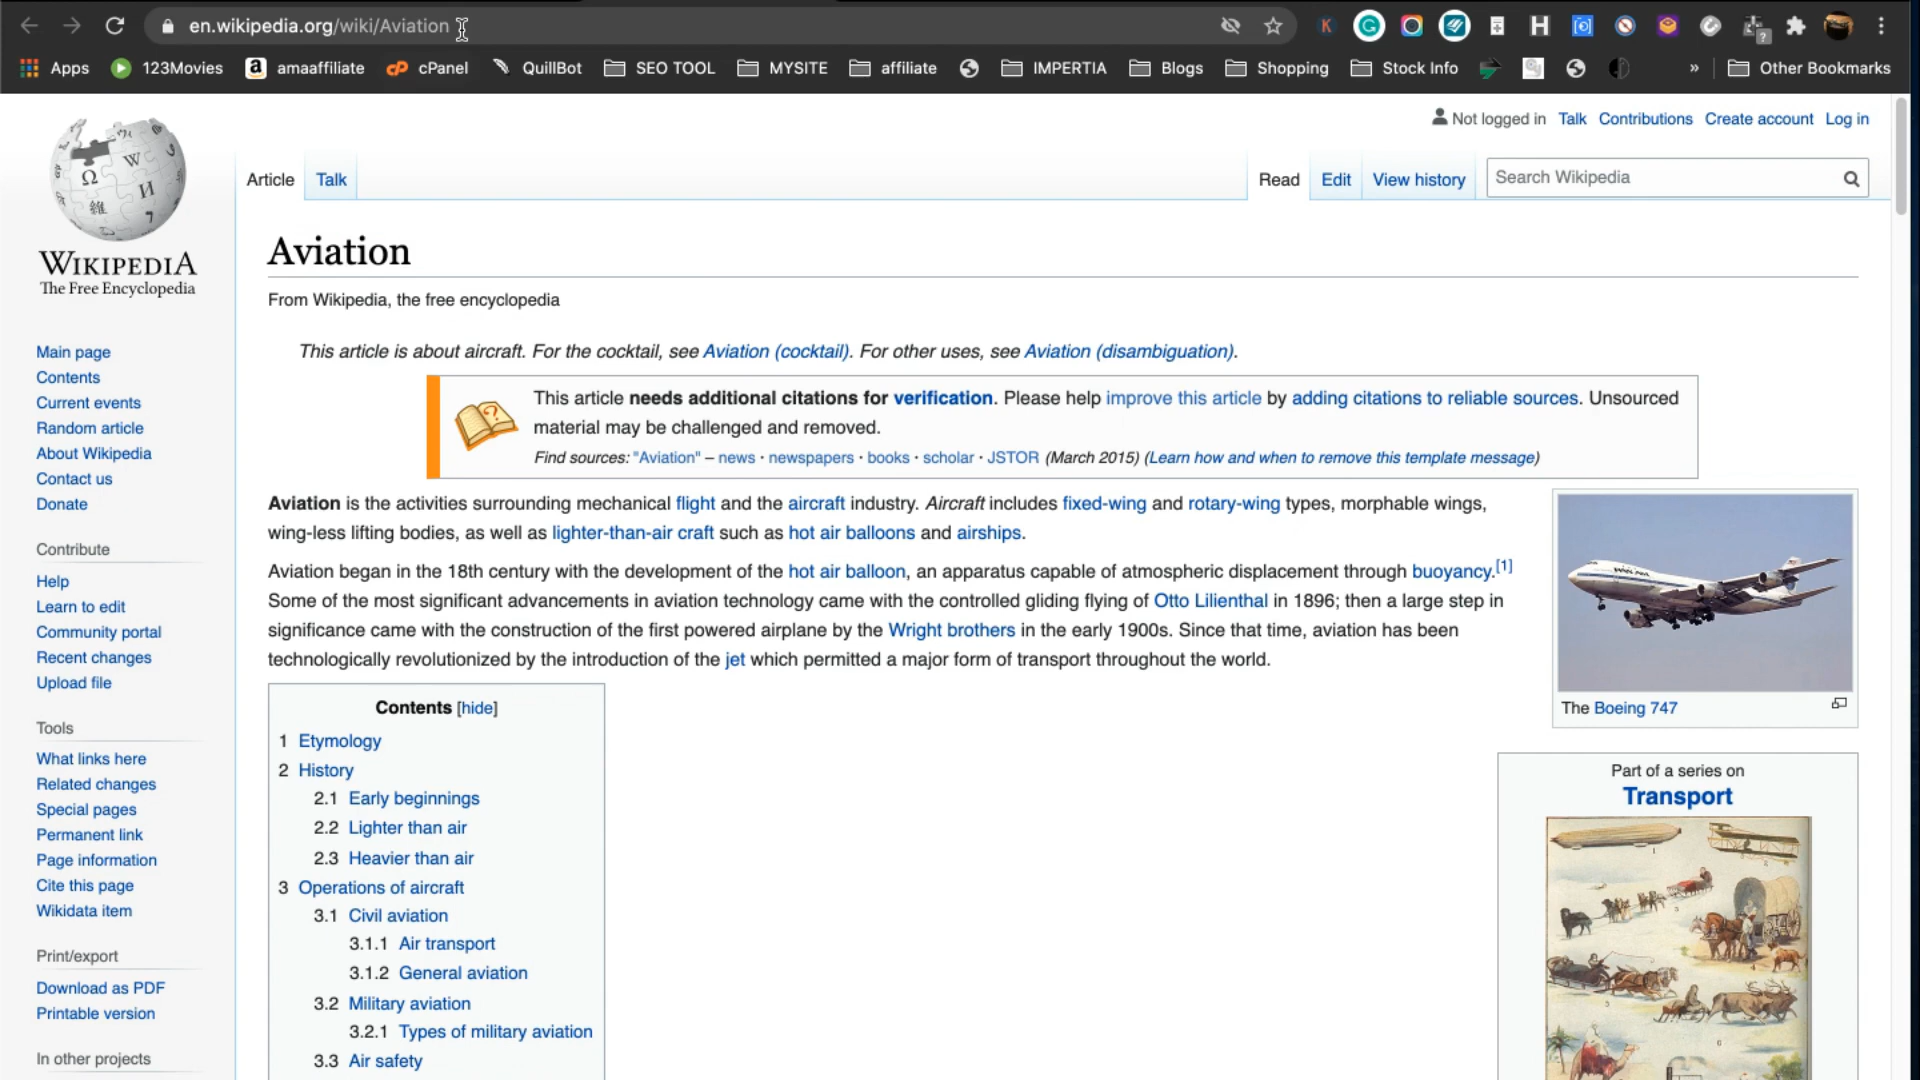 en.wikipedia.org/wiki/Aviation
Apps 123Movies amaaffiliate cPanel QuillBot SEO TOOL MYSITE affiliate IMPERTIA Blogs Shopping Stock Info » Other Bookmarks
Not logged in Talk Contributions Create account Log in
Article Talk Read Edit View history Search Wikipedia
WIKIPEDIA
The Free Encyclopedia
Main page
Contents
Current events
Random article
About Wikipedia
Contact us
Donate
Contribute
Help
Learn to edit
Community portal
Recent changes
Upload file
Tools
What links here
Related changes
Special pages
Permanent link
Page information
Cite this page
Wikidata item
Print/export
Download as PDF
Printable version
In other projects
Aviation
From Wikipedia, the free encyclopedia
This article is about aircraft. For the cocktail, see Aviation (cocktail). For other uses, see Aviation (disambiguation).
This article needs additional citations for verification. Please help improve this article by adding citations to reliable sources. Unsourced
material may be challenged and removed.
Find sources: "Aviation" – news · newspapers · books · scholar · JSTOR (March 2015) (Learn how and when to remove this template message)
Aviation is the activities surrounding mechanical flight and the aircraft industry. Aircraft includes fixed-wing and rotary-wing types, morphable wings,
wing-less lifting bodies, as well as lighter-than-air craft such as hot air balloons and airships.
Aviation began in the 18th century with the development of the hot air balloon, an apparatus capable of atmospheric displacement through buoyancy.[1]
Some of the most significant advancements in aviation technology came with the controlled gliding flying of Otto Lilienthal in 1896; then a large step in
significance came with the construction of the first powered airplane by the Wright brothers in the early 1900s. Since that time, aviation has been
technologically revolutionized by the introduction of the jet which permitted a major form of transport throughout the world.
Contents [hide]
1 Etymology
2 History
2.1 Early beginnings
2.2 Lighter than air
2.3 Heavier than air
3 Operations of aircraft
3.1 Civil aviation
3.1.1 Air transport
3.1.2 General aviation
3.2 Military aviation
3.2.1 Types of military aviation
3.3 Air safety
PAN AM
The Boeing 747
Part of a series on
Transport